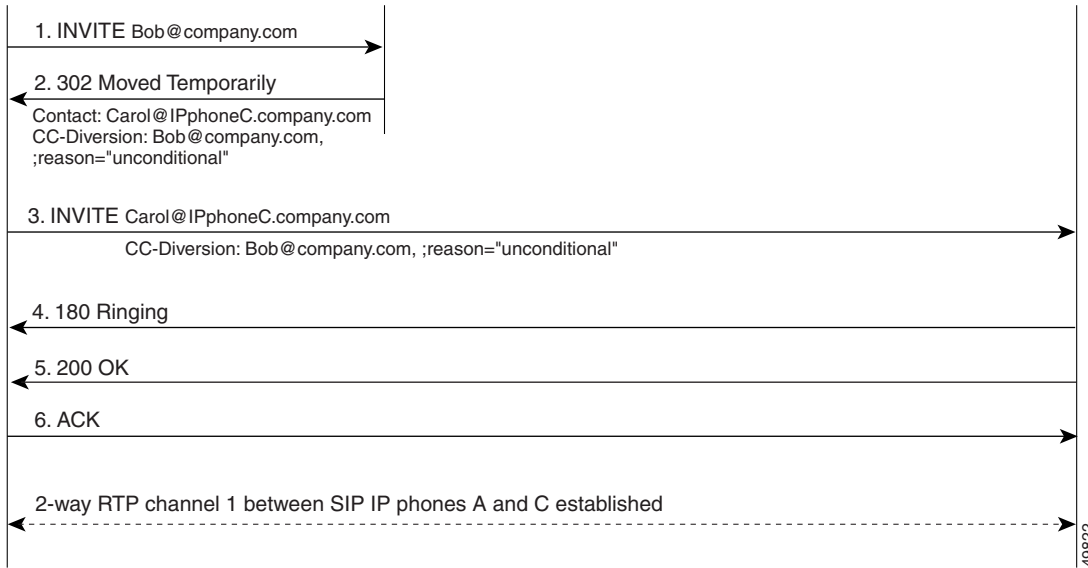 1. INVITE Bob@company.com
2. 302 Moved Temporarily
Contact: Carol@IPphoneC.company.com
CC-Diversion: Bob@company.com,
;reason="unconditional"
3. INVITE Carol@IPphoneC.company.com
CC-Diversion: Bob@company.com, ;reason="unconditional"
4. 180 Ringing
5. 200 OK
6. ACK
2-way RTP channel 1 between SIP IP phones A and C established